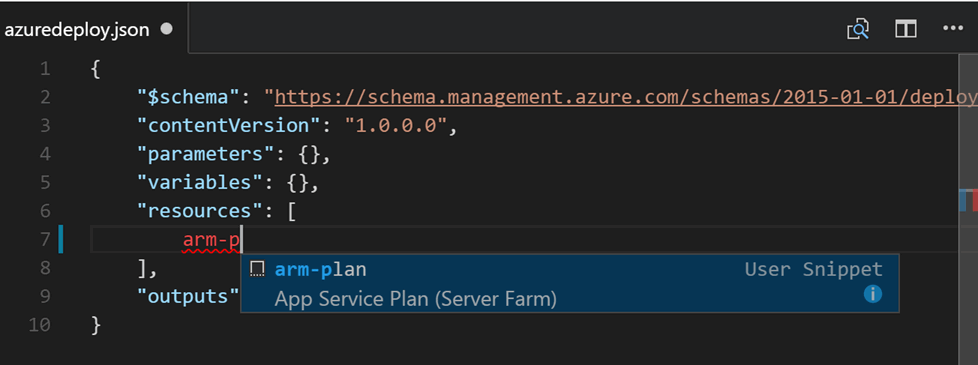 azuredeploy.json
1 {
2 "$schema": "https://schema.management.azure.com/schemas/2015-01-01/deploy
3 "contentVersion": "1.0.0.0",
4 "parameters": {},
5 "variables": {},
6 "resources": [
7 arm-p
arm-plan User Snippet
8 ],
App Service Plan (Server Farm)
9 "outputs"
10 }